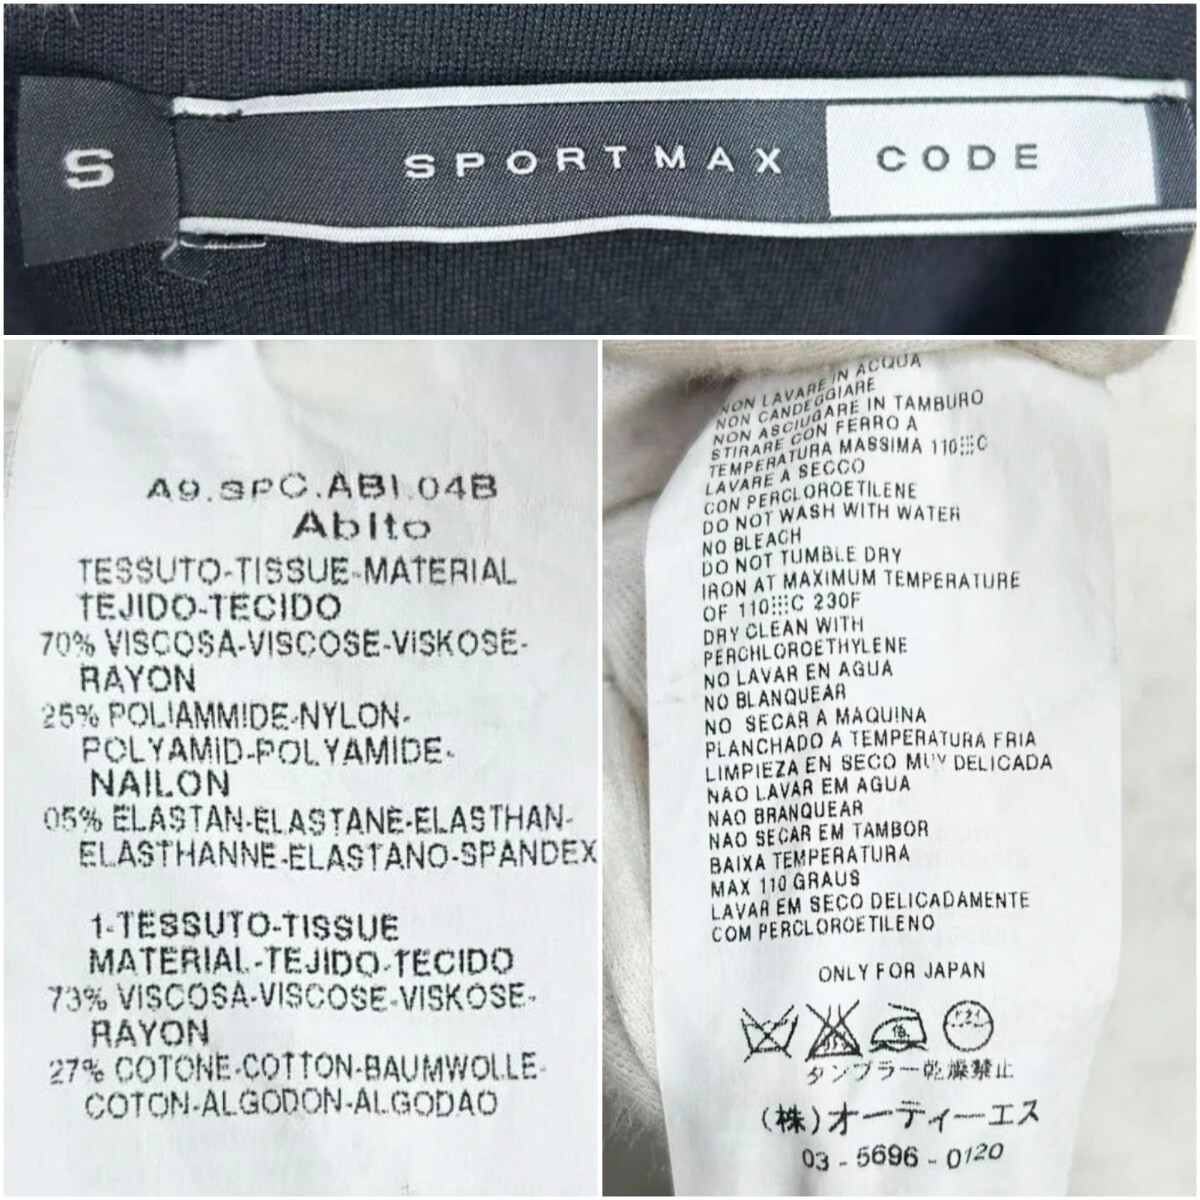 S
SPORTMAX CODE
A9.SPC.ABI.04B
Abito
TESSUTO-TISSUE-MATERIAL
TEJIDO-TECIDO
70% VISCOSA-VISCOSE-VISKOSE-
RAYON
25% POLIAMMIDE-NYLON-
POLYAMID-POLYAMIDE-
NAILON
05% ELASTAN-ELASTANE-ELASTHAN-
ELASTHANNE-ELASTANO-SPANDEX
1-TESSUTO-TISSUE
MATERIAL-TEJIDO-TECIDO
73% VISCOSA-VISCOSE-VISKOSE-
RAYON
27% COTONE-COTTON-BAUMWOLLE-
COTON-ALGODON-ALGODAO
NON LAVARE IN ACQUA
NON CANDEGGIARE
NON ASCIUGARE IN TAMBURO
STIRARE CON FERRO A
TEMPERATURA MASSIMA 110 C
LAVARE A SECCO
CON PERCLOROETILENE
DO NOT WASH WITH WATER
NO BLEACH
DO NOT TUMBLE DRY
IRON AT MAXIMUM TEMPERATURE
OF 110 C 230F
DRY CLEAN WITH
PERCHLOROETHYLENE
NO LAVAR EN AGUA
NO BLANQUEAR
NO SECAR A MAQUINA
PLANCHADO A TEMPERATURA FRIA
LIMPIEZA EN SECO MUY DELICADA
NAO LAVAR EM AGUA
NAO BRANQUEAR
NAO SECAR EM TAMBOR
BAIXA TEMPERATURA
MAX 110 GRAUS
LAVAR EM SECO DELICADAMENTE
COM PERCLOROETILENO
ONLY FOR JAPAN
低 ドライ
タンブラー乾燥禁止
(株)オーティーエス
03-5696-0120